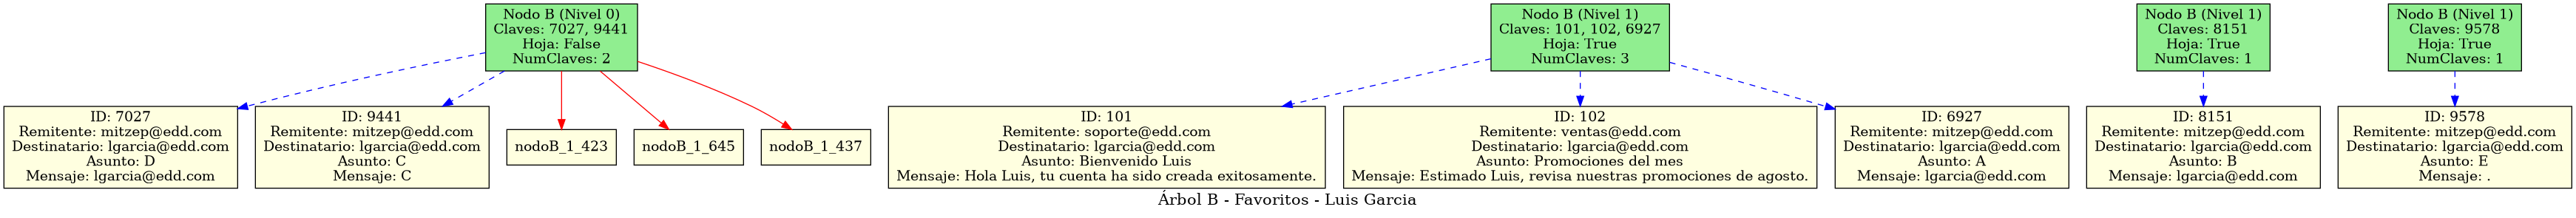 Nodo B (Nivel 0)
Claves: 7027, 9441
Hoja: False
NumClaves: 2
Nodo B (Nivel 1)
Claves: 101, 102, 6927
Hoja: True
NumClaves: 3
Nodo B (Nivel 1)
Claves: 8151
Hoja: True
NumClaves: 1
Nodo B (Nivel 1)
Claves: 9578
Hoja: True
NumClaves: 1
ID: 7027
Remitente: mitzep@edd.com
Destinatario: lgarcia@edd.com
Asunto: D
Mensaje: lgarcia@edd.com
ID: 9441
Remitente: mitzep@edd.com
Destinatario: lgarcia@edd.com
Asunto: C
Mensaje: C
nodoB_1_423
nodoB_1_645
nodoB_1_437
ID: 101
Remitente: soporte@edd.com
Destinatario: lgarcia@edd.com
Asunto: Bienvenido Luis
Mensaje: Hola Luis, tu cuenta ha sido creada exitosamente.
ID: 102
Remitente: ventas@edd.com
Destinatario: lgarcia@edd.com
Asunto: Promociones del mes
Mensaje: Estimado Luis, revisa nuestras promociones de agosto.
ID: 6927
Remitente: mitzep@edd.com
Destinatario: lgarcia@edd.com
Asunto: A
Mensaje: lgarcia@edd.com
ID: 8151
Remitente: mitzep@edd.com
Destinatario: lgarcia@edd.com
Asunto: B
Mensaje: lgarcia@edd.com
ID: 9578
Remitente: mitzep@edd.com
Destinatario: lgarcia@edd.com
Asunto: E
Mensaje: .
Árbol B - Favoritos - Luis Garcia